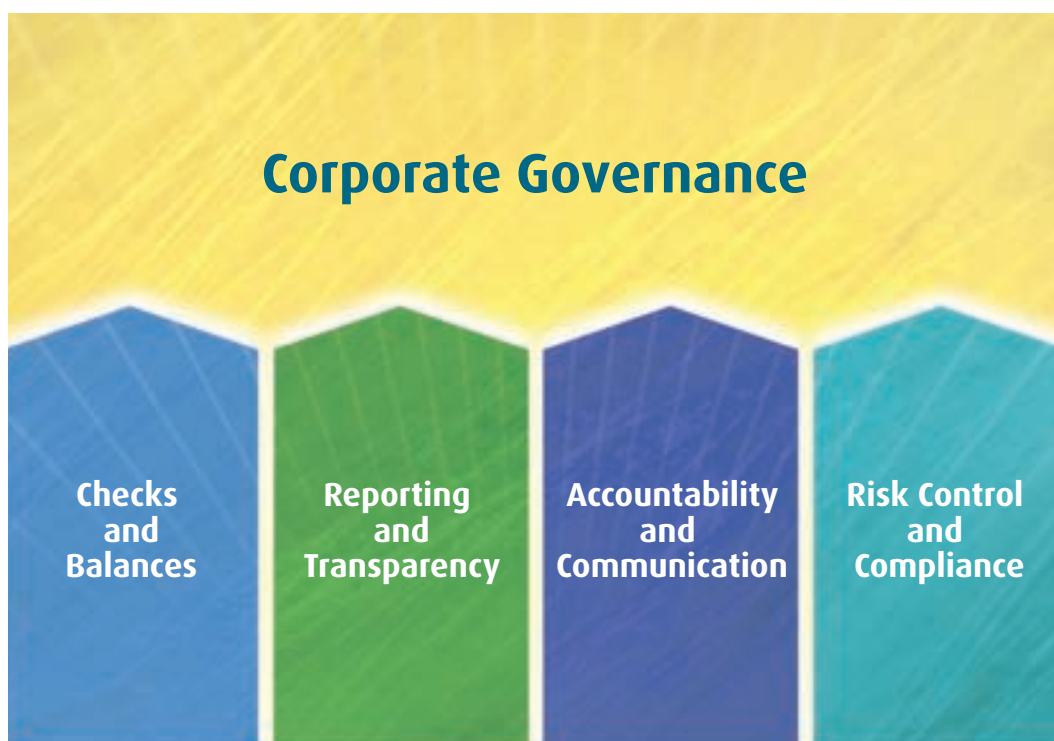 Corporate Governance
Checks
and
Balances
Reporting
and
Transparency
Accountability
and
Communication
Risk Control
and
Compliance